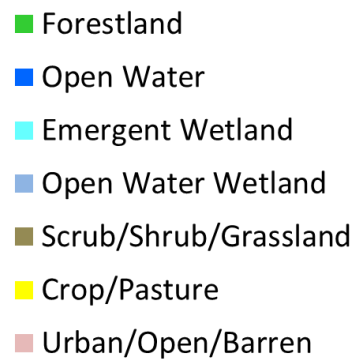 Forestland
Open Water
Emergent Wetland
Open Water Wetland
Scrub/Shrub/Grassland
Crop/Pasture
Urban/Open/Barren